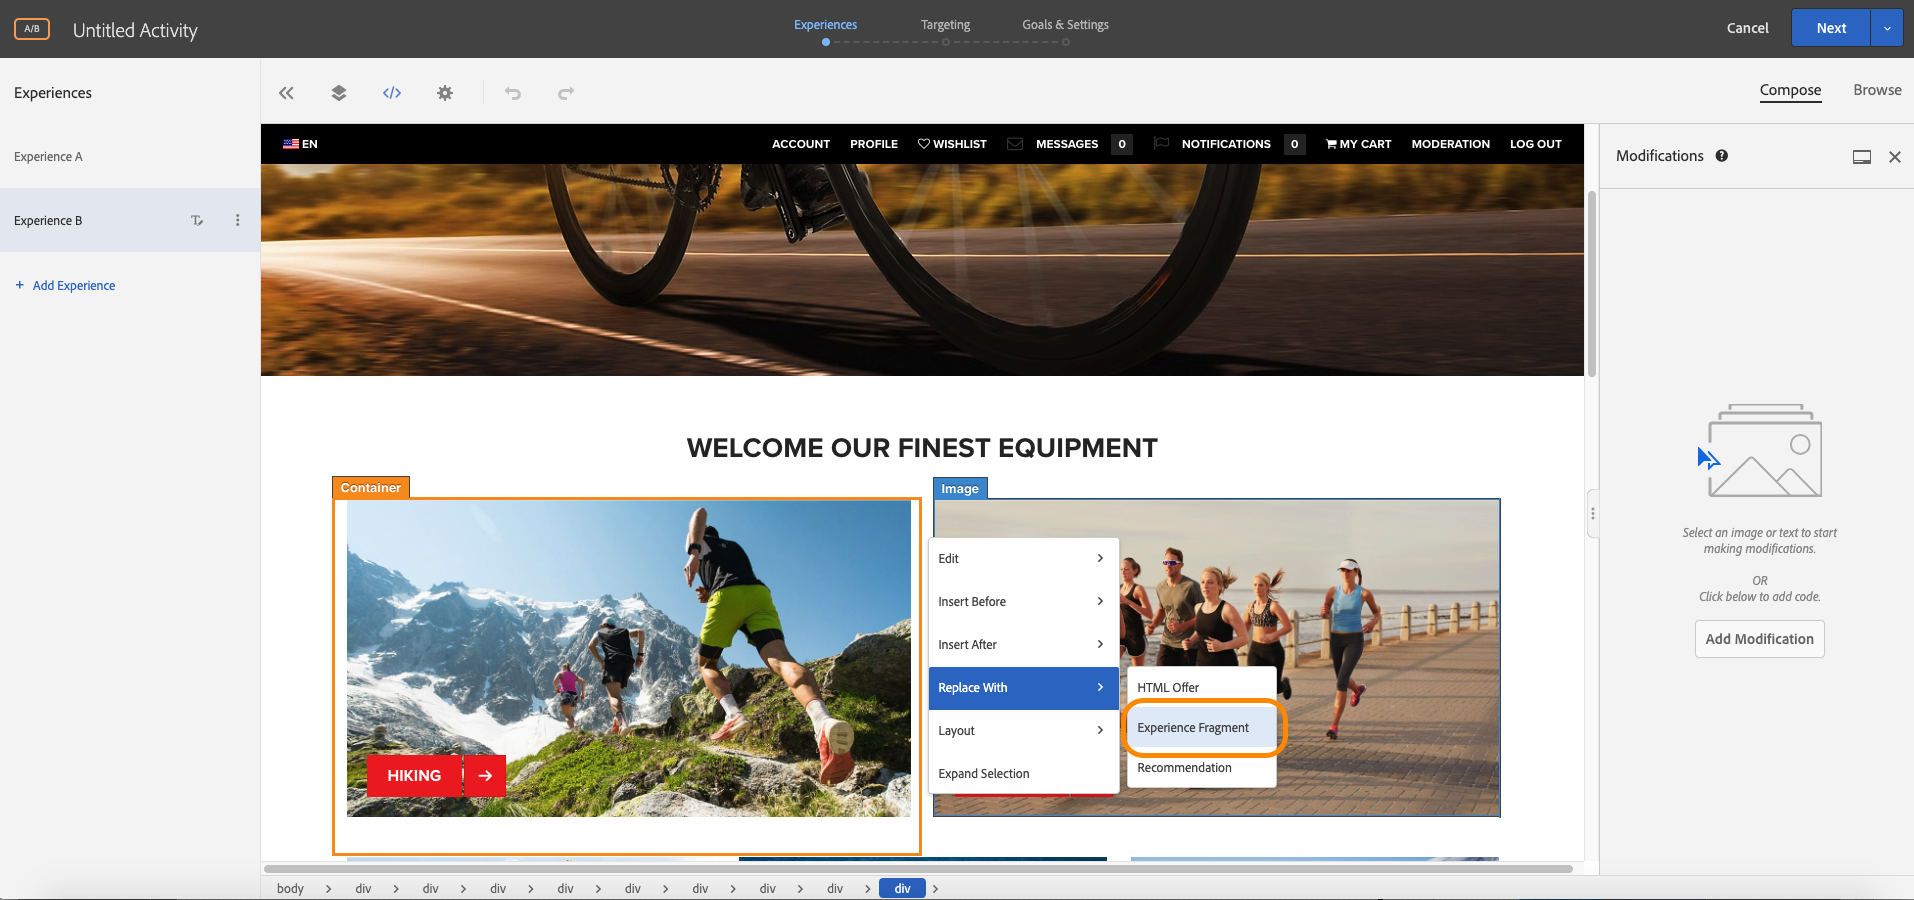 A/B
Untitled Activity
Experiences
Targeting
Goals & Settings
Cancel
Next
Experiences
Compose
Browse
Experience A
Experience B
+ Add Experience
EN
ACCOUNT
PROFILE
WISHLIST
MESSAGES
0
NOTIFICATIONS
0
MY CART
MODERATION
LOG OUT
Modifications
WELCOME OUR FINEST EQUIPMENT
Container
Image
HIKING
Edit
Insert Before
Insert After
Replace With
Layout
Expand Selection
HTML Offer
Experience Fragment
Recommendation
Select an image or text to start
making modifications.
OR
Click below to add code.
Add Modification
body > div > div > div > div > div > div > div > div > div >